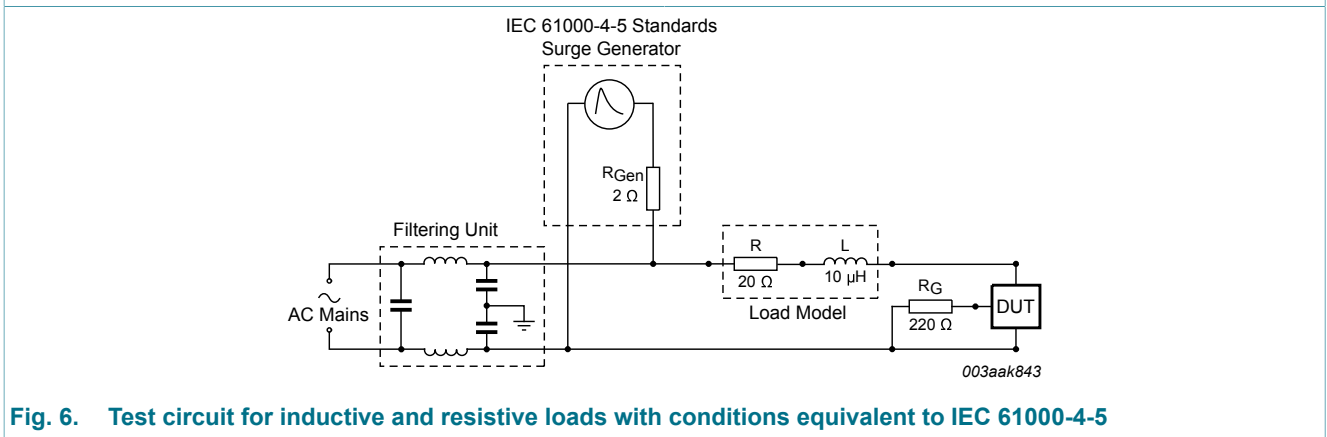 IEC 61000-4-5 Standards
Surge Generator
RGen
2 Ω
Filtering Unit
R
L
20 Ω
10 μH
Load Model
RG
220 Ω
DUT
AC Mains
003aak843
Fig. 6. Test circuit for inductive and resistive loads with conditions equivalent to IEC 61000-4-5